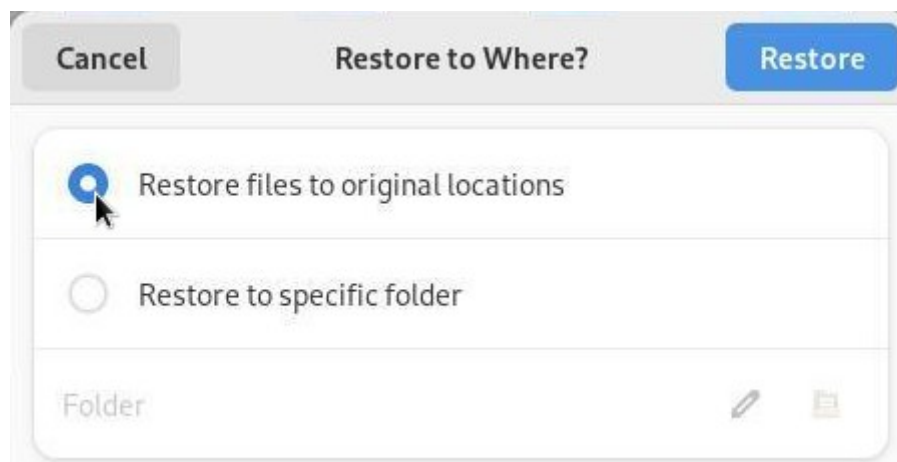 Cancel Restore to Where? Restore
Restore files to original locations
Restore to specific folder
Folder